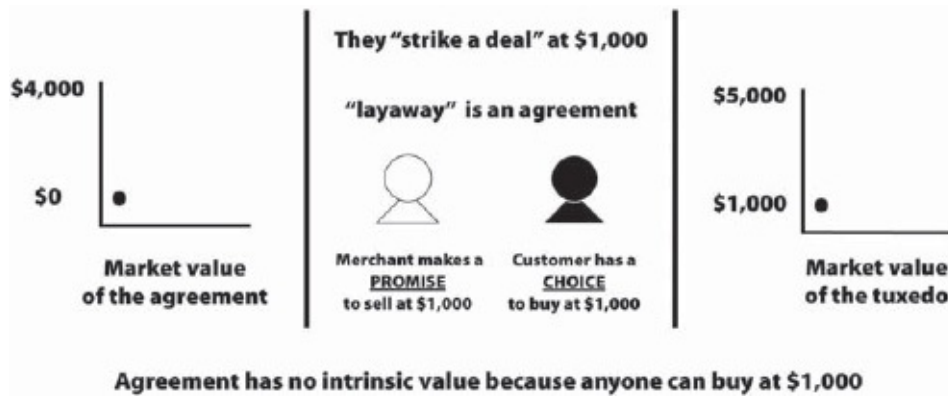 They “strike a deal” at $1,000
$4,000
“layaway” is an agreement
$5,000
$0
$1,000
Merchant makes a
PROMISE
to sell at $1,000
Customer has a
CHOICE
to buy at $1,000
Market value
of the agreement
Market value
of the tuxedo
Agreement has no intrinsic value because anyone can buy at $1,000